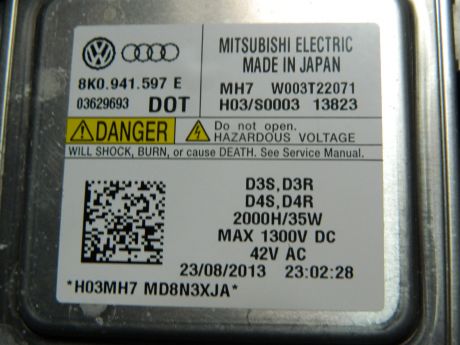 MITSUBISHI ELECTRIC
MADE IN JAPAN
8K0.941.597 E
MH7 W003T22071
03629693 DOT
H03/S0003 13823
DANGER
Do not open.
HAZARDOUS VOLTAGE
WILL SHOCK, BURN, or cause DEATH. See Service Manual.
D3S,D3R
D4S,D4R
2000H/35W
MAX 1300V DC
42V AC
23/08/2013 23:02:28
*H03MH7 MD8N3XJA*